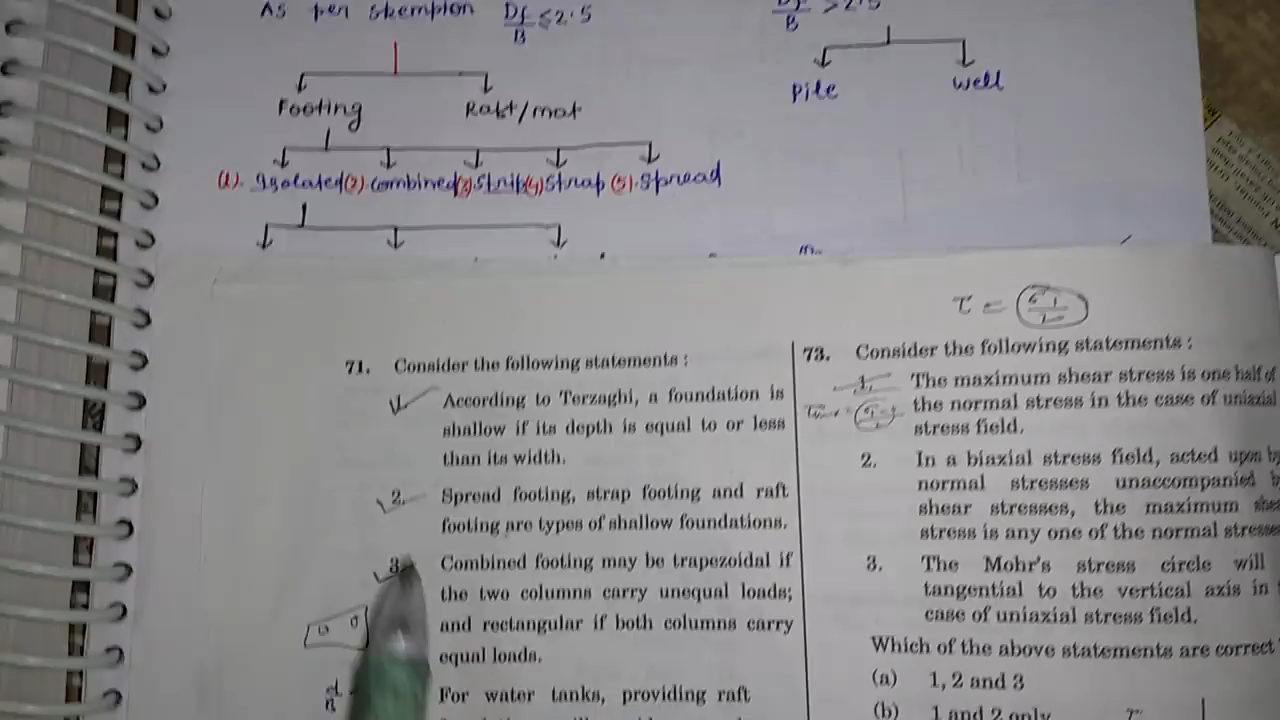 As per skempton Df/B ≤ 2.5
/B > 2.5
Footing
Raft/mat
Pile
Well
(1). Isolated (2) Combined (3) Strip (4) Strap (5). Spread
τ = σ1/
71. Consider the following statements :
According to Terzaghi, a foundation is
shallow if its depth is equal to or less
than its width.
2. Spread footing, strap footing and raft
footing are types of shallow foundations.
3. Combined footing may be trapezoidal if
the two columns carry unequal loads;
and rectangular if both columns carry
equal loads.
For water tanks, providing raft
73. Consider the following statements :
1. The maximum shear stress is one half of
the normal stress in the case of uniaxial
stress field.
2. In a biaxial stress field, acted upon by
normal stresses unaccompanied
shear stresses, the maximum
stress is any one of the normal
3. The Mohr's stress circle will
tangential to the vertical axis in
case of uniaxial stress field.
Which of the above statements are correct
(a) 1, 2 and 3
(b) 1 and 2 only